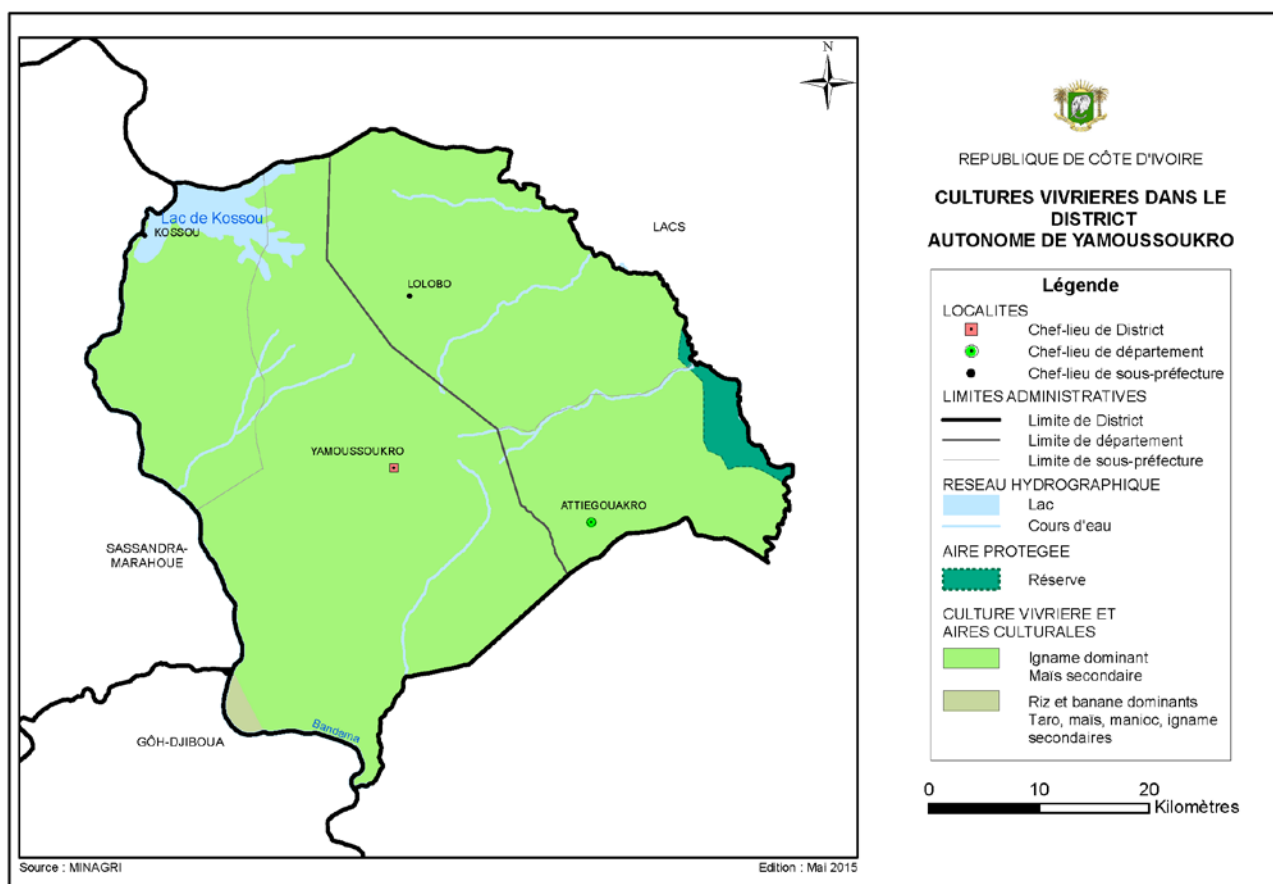 N
Lac de Kossou
KOSSOU
LACS
LOLOBO
YAMOUSSOUKRO
ATTIEGOUAKRO
SASSANDRA-
MARAHOUE
GÔH-DJIBOUA
Bandama
Source : MINAGRI
Edition : Mai 2015
REPUBLIQUE DE CÔTE D'IVOIRE
CULTURES VIVRIERES DANS LE
DISTRICT
AUTONOME DE YAMOUSSOUKRO
Légende
LOCALITES
Chef-lieu de District
Chef-lieu de département
Chef-lieu de sous-préfecture
LIMITES ADMINISTRATIVES
Limite de District
Limite de département
Limite de sous-préfecture
RESEAU HYDROGRAPHIQUE
Lac
Cours d'eau
AIRE PROTEGEE
Réserve
CULTURE VIVRIERE ET
AIRES CULTURALES
Igname dominant
Maïs secondaire
Riz et banane dominants
Taro, maïs, manioc, igname
secondaires
0 10 20
Kilomètres